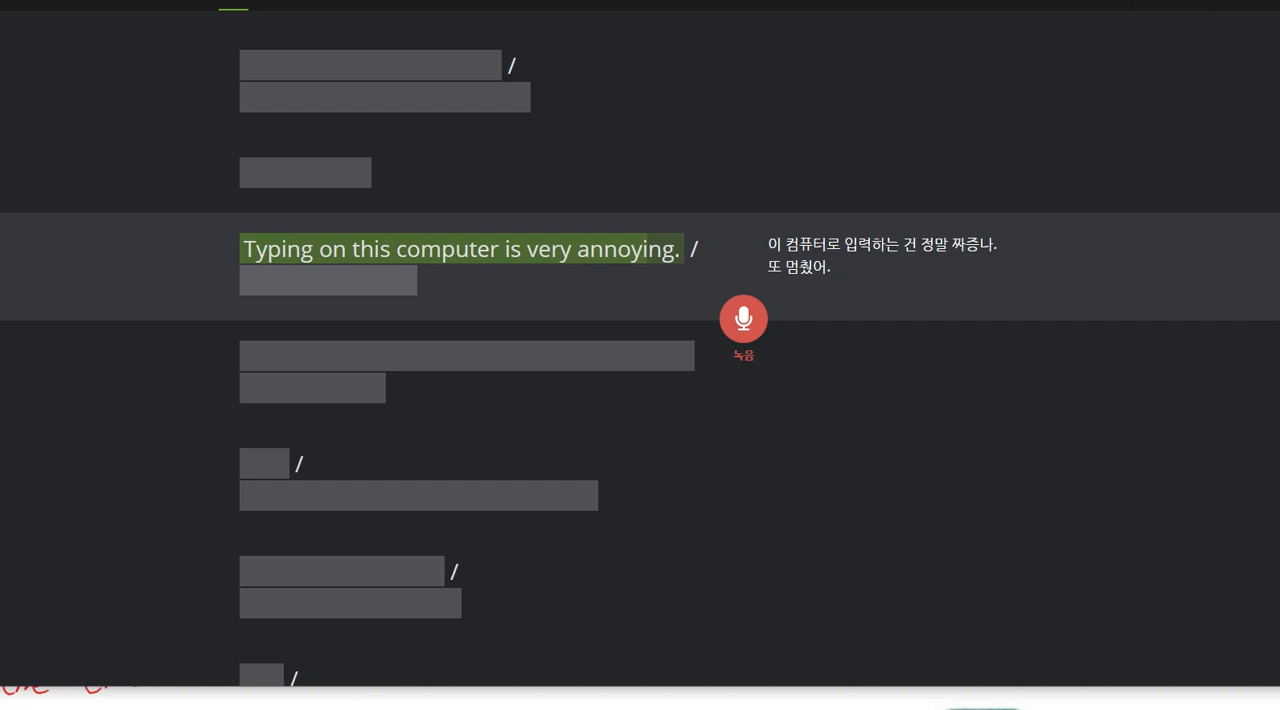 /
Typing on this computer is very annoying. /
이 컴퓨터로 입력하는 건 정말 짜증나.
또 멈췄어.
녹음
/
/
/